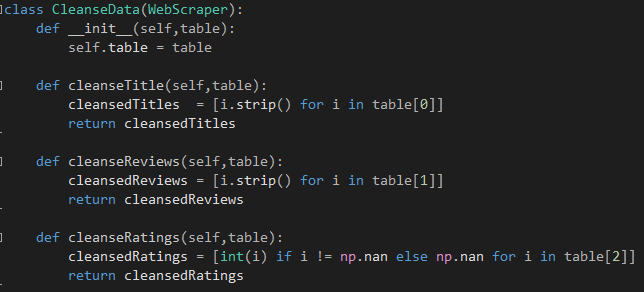 class CleanseData(WebScraper):
    def __init__(self,table):
        self.table = table

    def cleanseTitle(self,table):
        cleansedTitles  = [i.strip() for i in table[0]]
        return cleansedTitles

    def cleanseReviews(self,table):
        cleansedReviews = [i.strip() for i in table[1]]
        return cleansedReviews

    def cleanseRatings(self,table):
        cleansedRatings = [int(i) if i != np.nan else np.nan for i in table[2]]
        return cleansedRatings